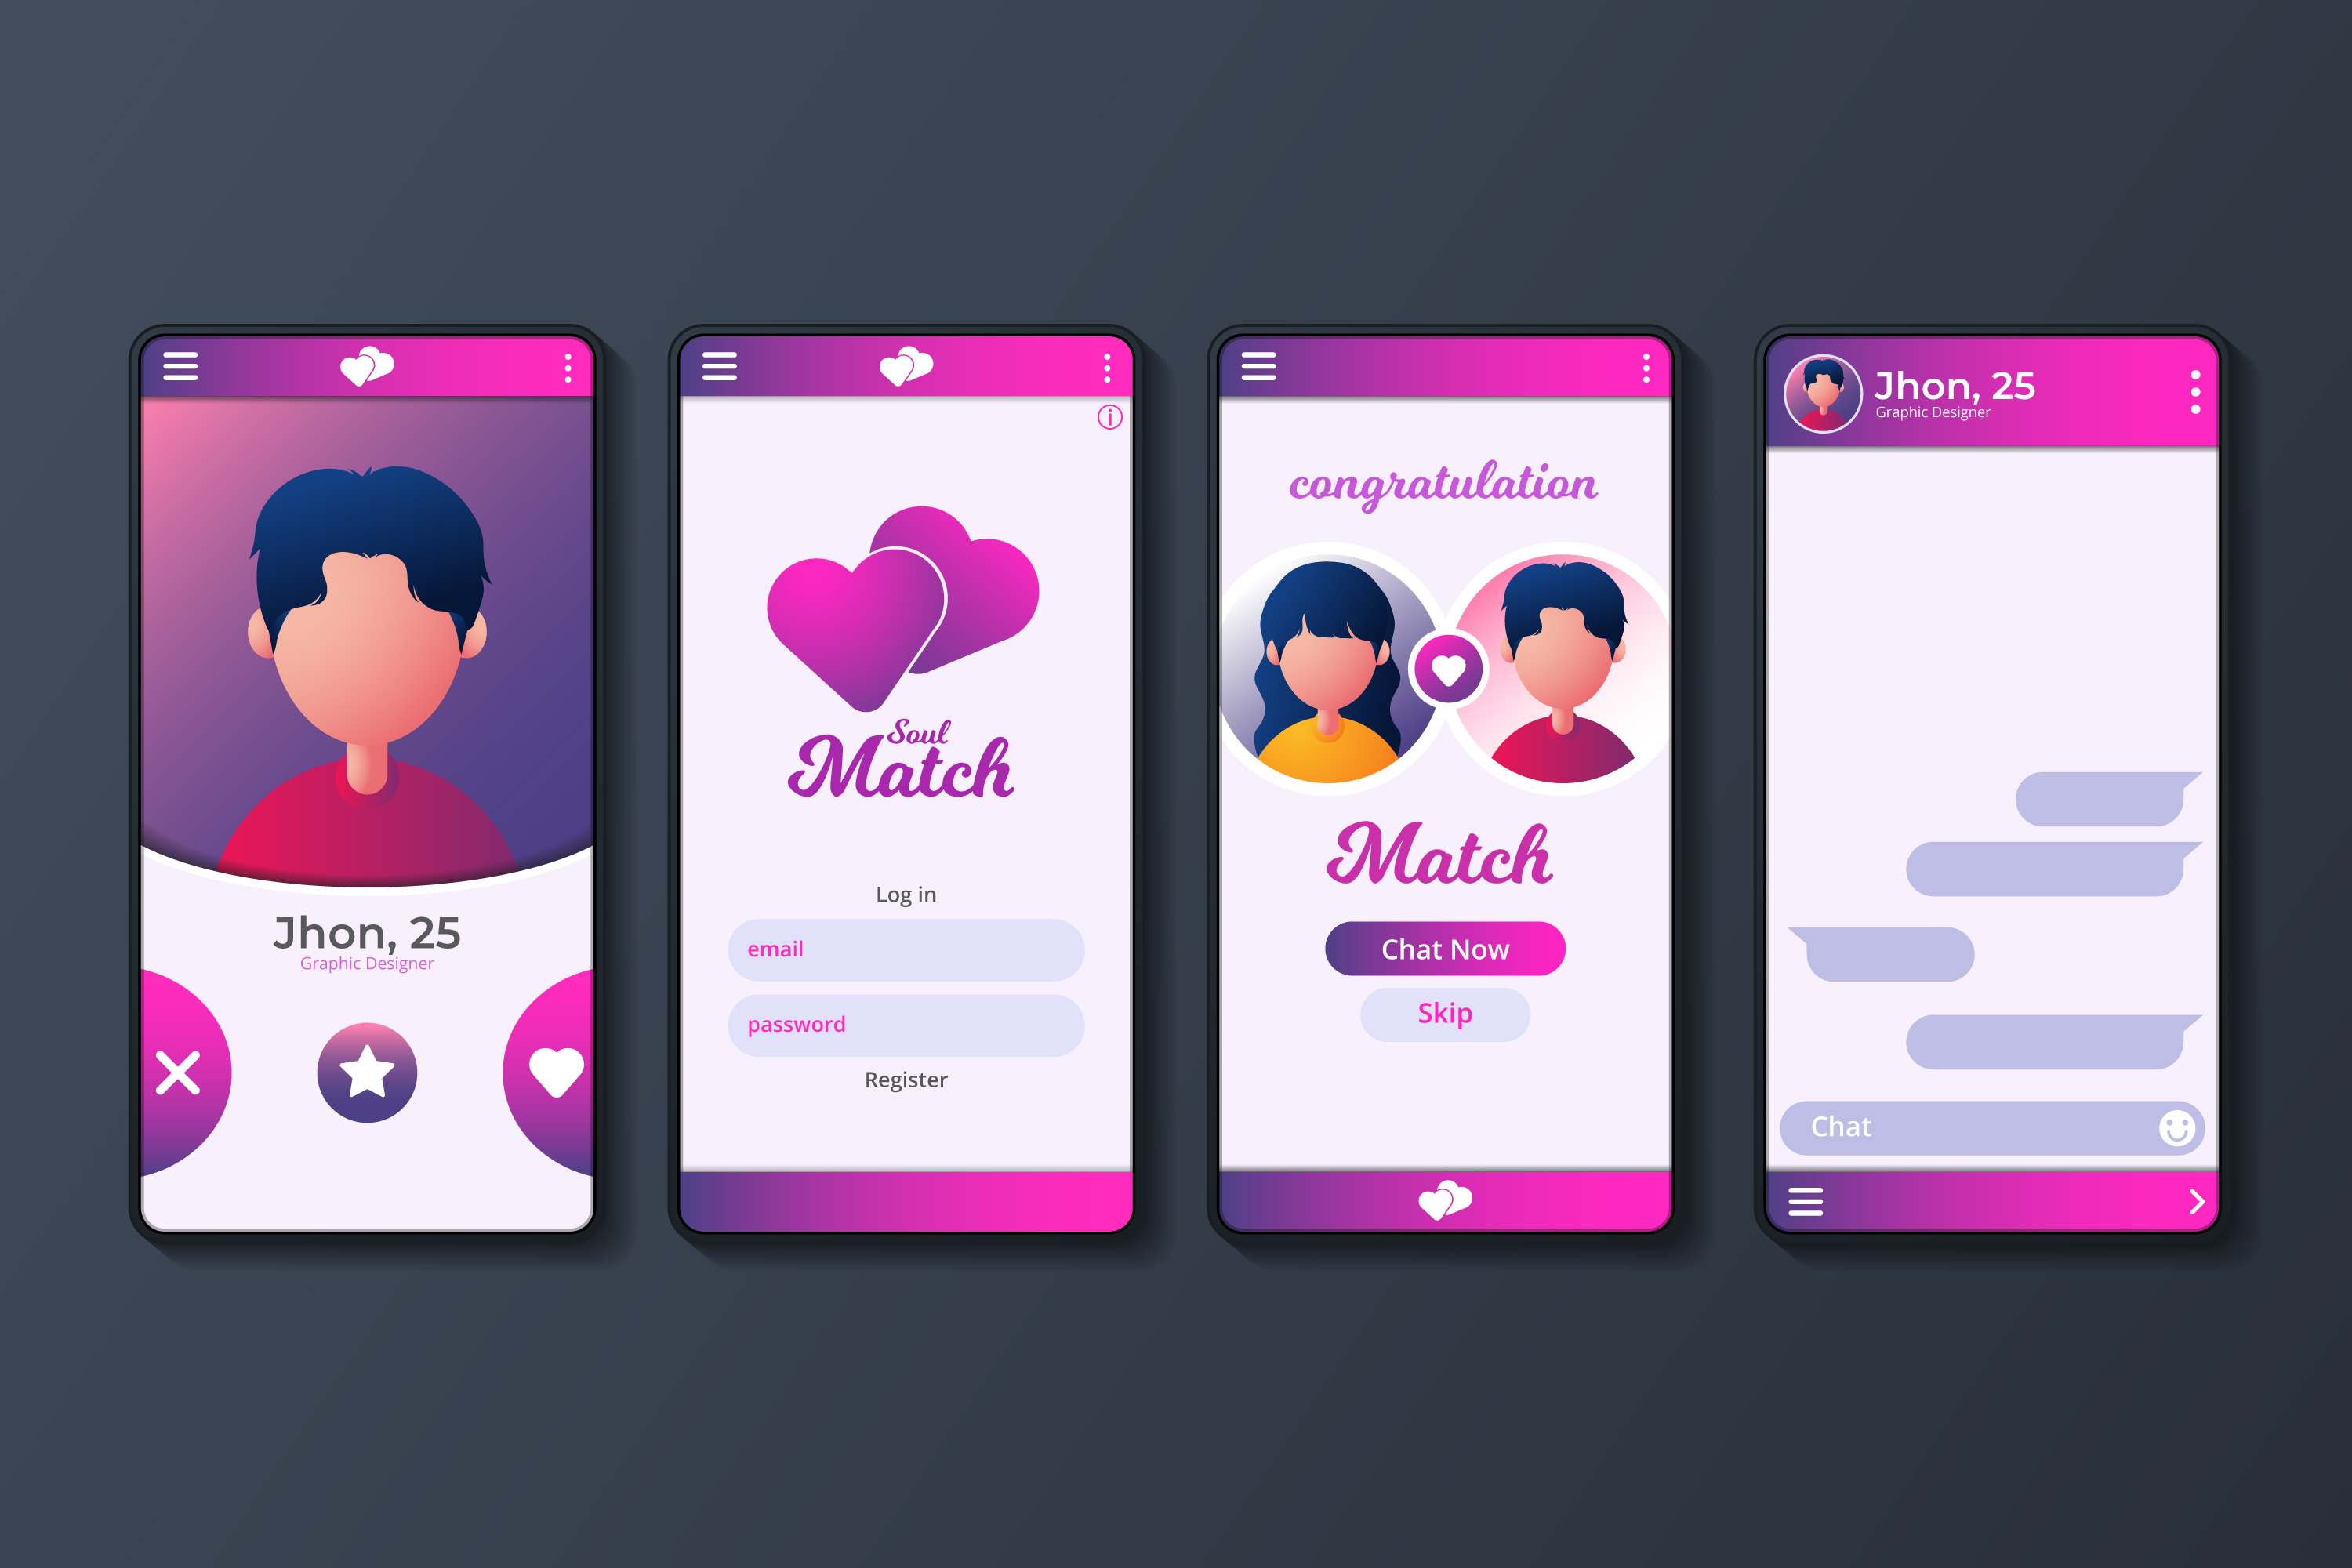 Jhon, 25
Graphic Designer
Soul
Match
Log in
email
password
Register
congratulation
Match
Chat Now
Skip
Jhon, 25
Graphic Designer
Chat